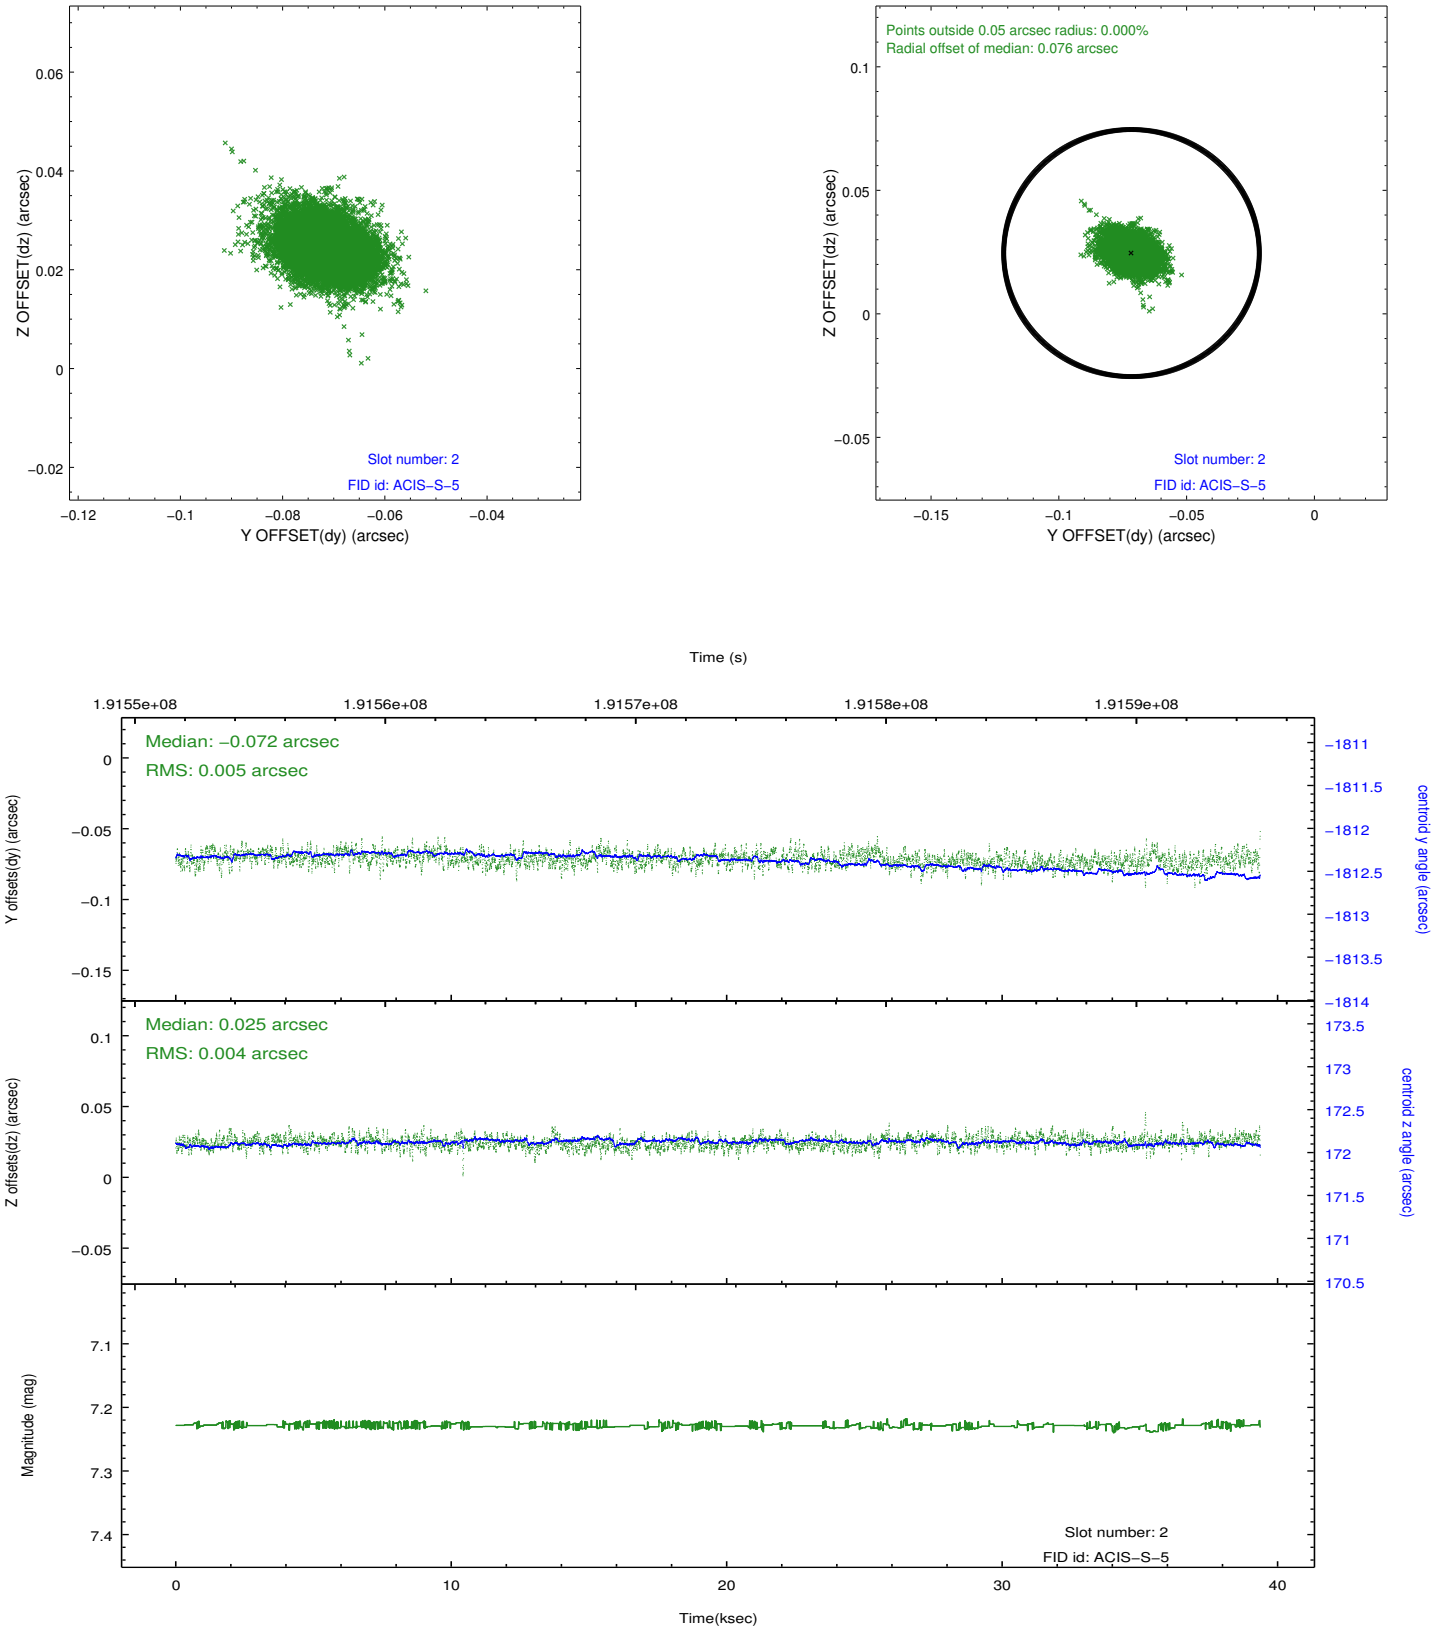 0.06
0.04
0.02
0
−0.02
Z OFFSET(dz) (arcsec)
Slot number: 2
FID id: ACIS−S−5
−0.12 −0.1 −0.08 −0.06 −0.04
Y OFFSET(dy) (arcsec)
Points outside 0.05 arcsec radius: 0.000%
Radial offset of median: 0.076 arcsec
0.1
0.05
0
−0.05
Z OFFSET(dz) (arcsec)
Slot number: 2
FID id: ACIS−S−5
−0.15 −0.1 −0.05 0
Y OFFSET(dy) (arcsec)
Time (s)
1.9155e+08 1.9156e+08 1.9157e+08 1.9158e+08 1.9159e+08
Median: −0.072 arcsec
RMS: 0.005 arcsec
0
−0.05
−0.1
−0.15
Y offsets(dy) (arcsec)
−1811
−1811.5
−1812
−1812.5
−1813
−1813.5
−1814
centroid y angle (arcsec)
Median: 0.025 arcsec
RMS: 0.004 arcsec
0.1
0.05
0
−0.05
Z offsets(dz) (arcsec)
173.5
173
172.5
172
171.5
171
170.5
centroid z angle (arcsec)
7.1
7.2
7.3
7.4
Magnitude (mag)
Slot number: 2
FID id: ACIS−S−5
0 10 20 30 40
Time(ksec)